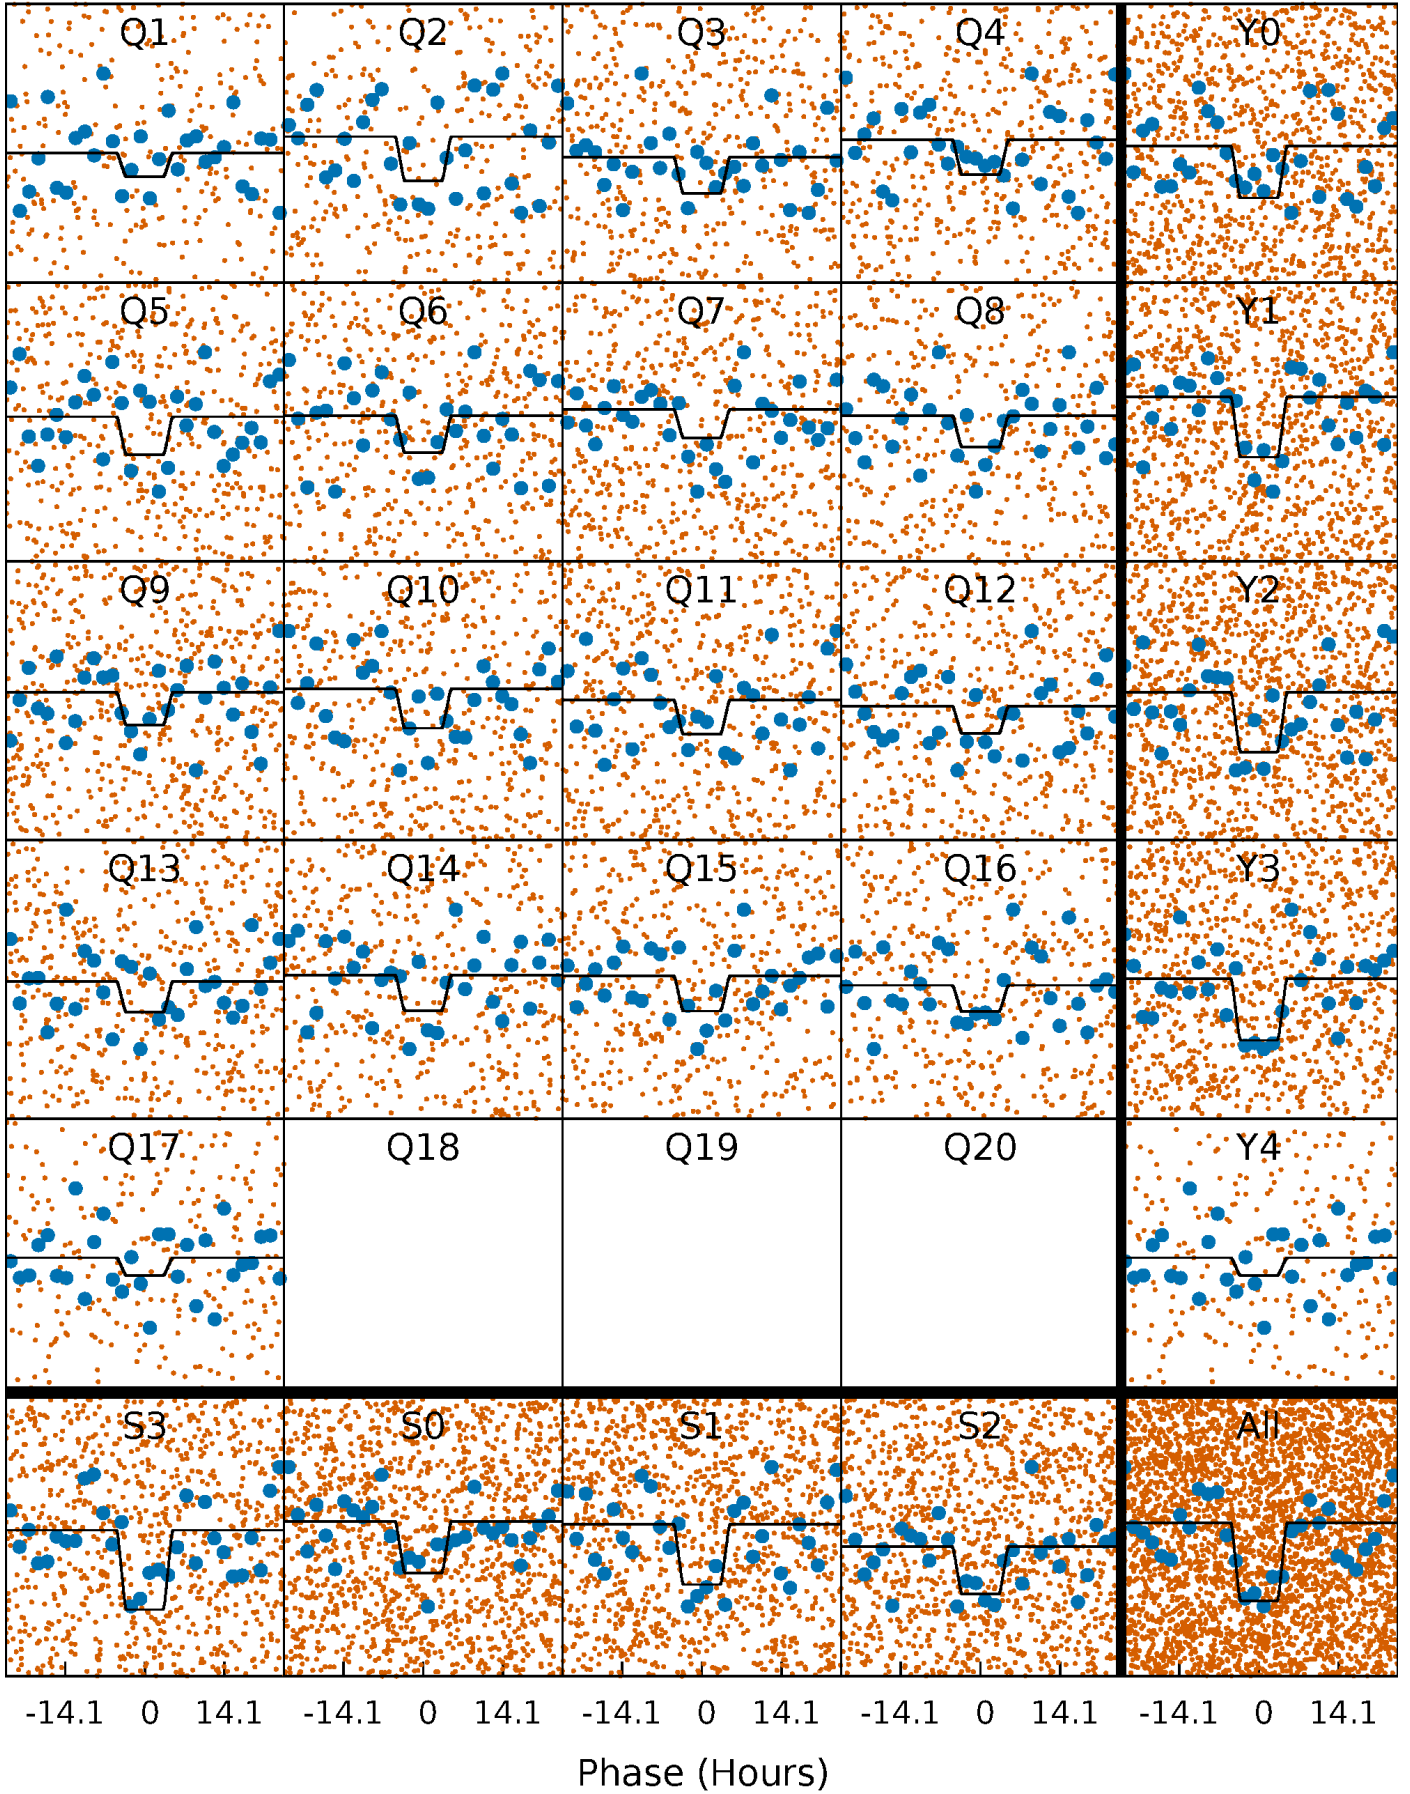 Q1 Q2 Q3 Q4 Y0
Q5 Q6 Q7 Q8 Y1
Q9 Q10 Q11 Q12 Y2
Q13 Q14 Q15 Q16 Y3
Q17 Q18 Q19 Q20 Y4
S3 S0 S1 S2 All
-14.1 0 14.1 -14.1 0 14.1 -14.1 0 14.1 -14.1 0 14.1 -14.1 0 14.1
Phase (Hours)